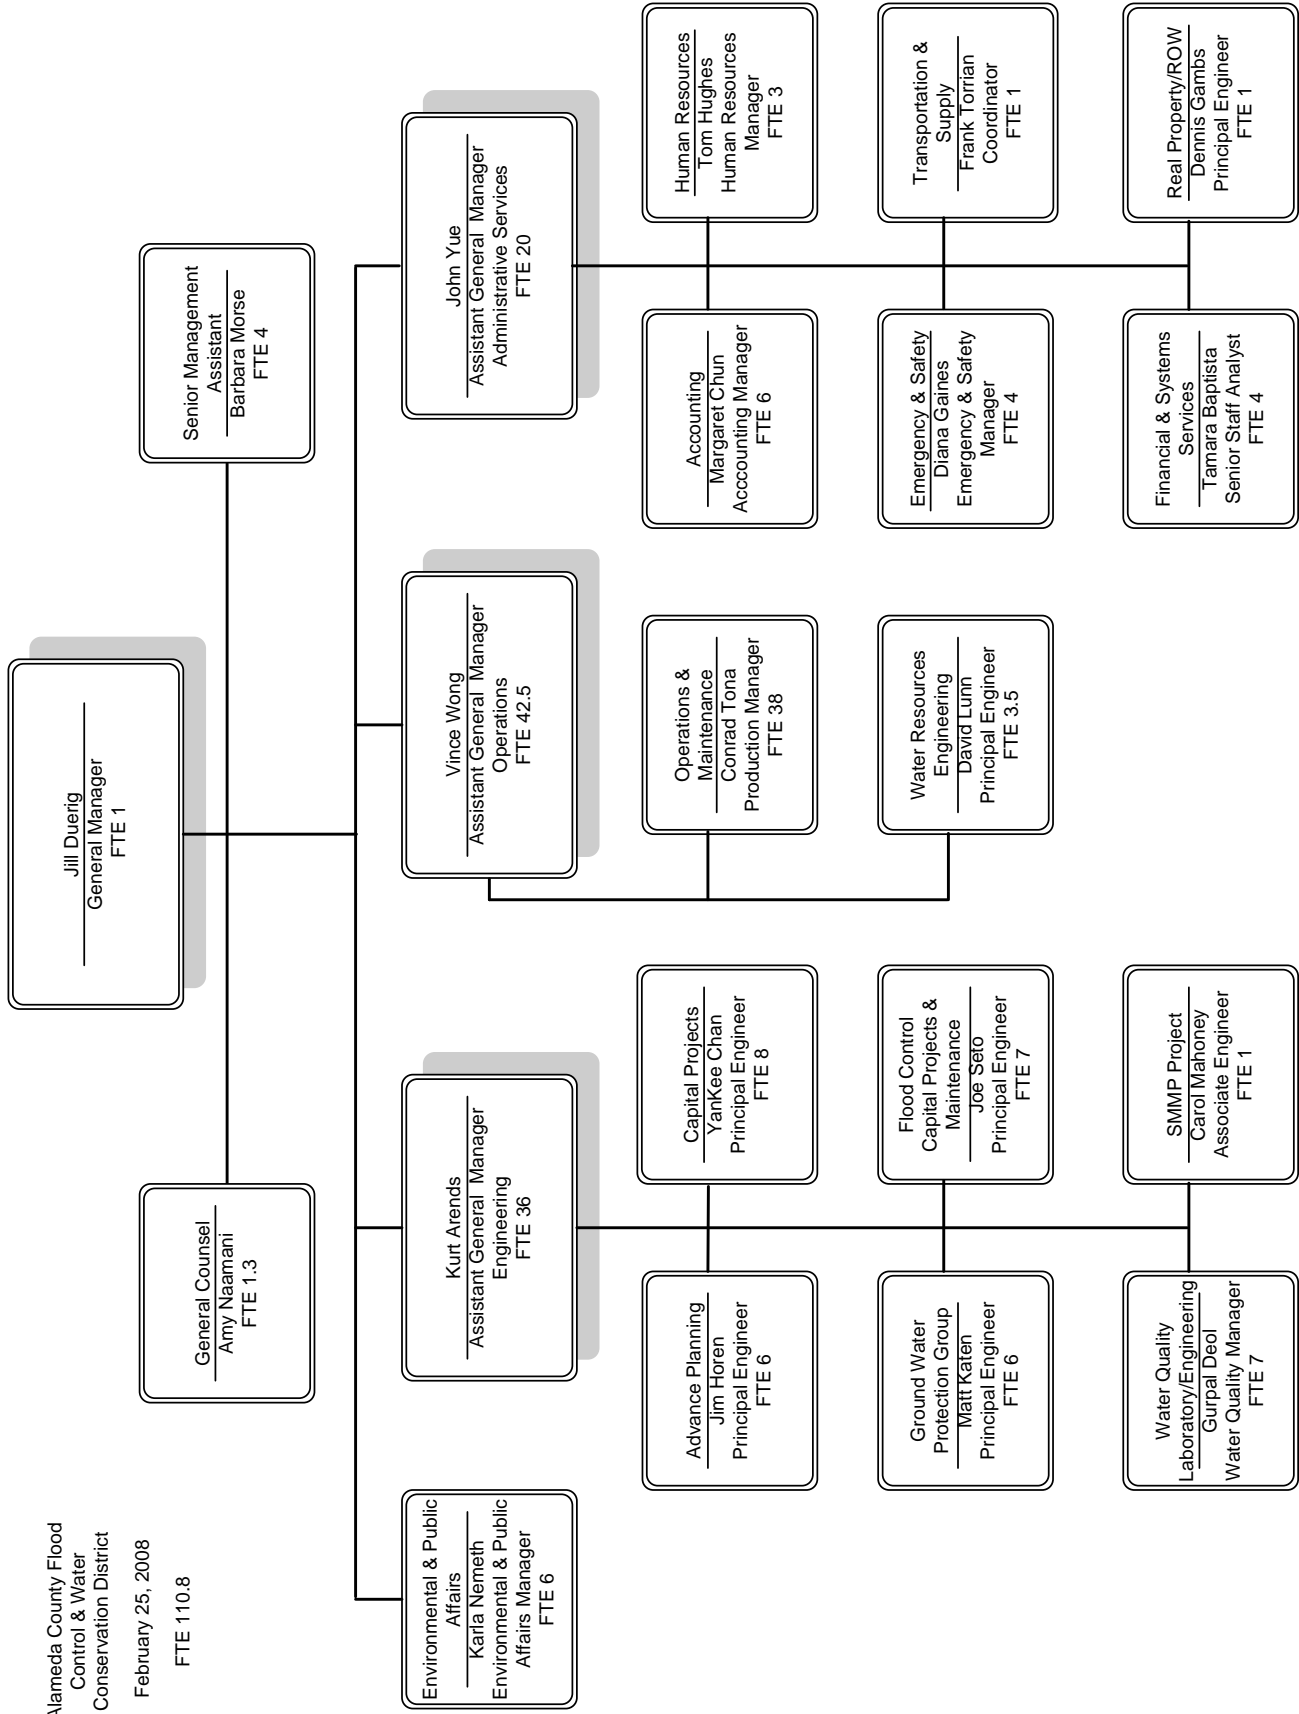 Alameda County Flood
Control & Water
Conservation District
February 25, 2008
FTE 110.8
Jill Duerig
General Manager
FTE 1
General Counsel
Amy Naamani
FTE 1.3
Senior Management
Assistant
Barbara Morse
FTE 4
Environmental & Public
Affairs
Karla Nemeth
Environmental & Public
Affairs Manager
FTE 6
Kurt Arends
Assistant General Manager
Engineering
FTE 36
Vince Wong
Assistant General Manager
Operations
FTE 42.5
John Yue
Assistant General Manager
Administrative Services
FTE 20
Advance Planning
Jim Horen
Principal Engineer
FTE 6
Capital Projects
YanKee Chan
Principal Engineer
FTE 8
Operations &
Maintenance
Conrad Tona
Production Manager
FTE 38
Accounting
Margaret Chun
Acccounting Manager
FTE 6
Human Resources
Tom Hughes
Human Resources
Manager
FTE 3
Ground Water
Protection Group
Matt Katen
Principal Engineer
FTE 6
Flood Control
Capital Projects &
Maintenance
Joe Seto
Principal Engineer
FTE 7
Water Resources
Engineering
David Lunn
Principal Engineer
FTE 3.5
Emergency & Safety
Diana Gaines
Emergency & Safety
Manager
FTE 4
Transportation &
Supply
Frank Torrian
Coordinator
FTE 1
Water Quality
Laboratory/Engineering
Gurpal Deol
Water Quality Manager
FTE 7
SMMP Project
Carol Mahoney
Associate Engineer
FTE 1
Financial & Systems
Services
Tamara Baptista
Senior Staff Analyst
FTE 4
Real Property/ROW
Dennis Gambs
Principal Engineer
FTE 1